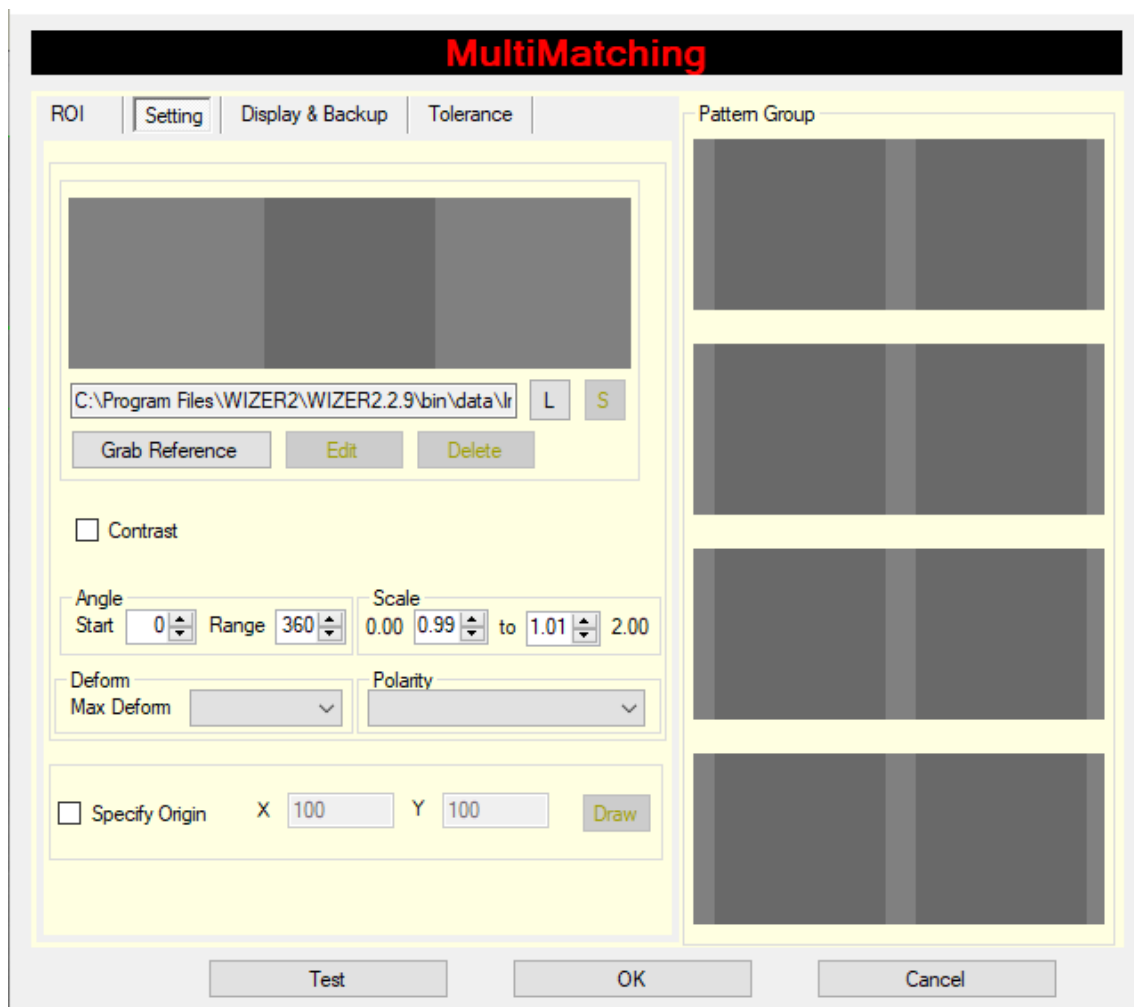 MultiMatching
ROI Setting Display & Backup Tolerance
Pattern Group
C:\Program Files\WIZER2\WIZER2.2.9\bin\data\Ir L S
Grab Reference Edit Delete
Contrast
Angle
Start 0 Range 360
Scale
0.00 0.99 to 1.01 2.00
Deform
Max Deform
Polarity
Specify Origin X 100 Y 100 Draw
Test OK Cancel